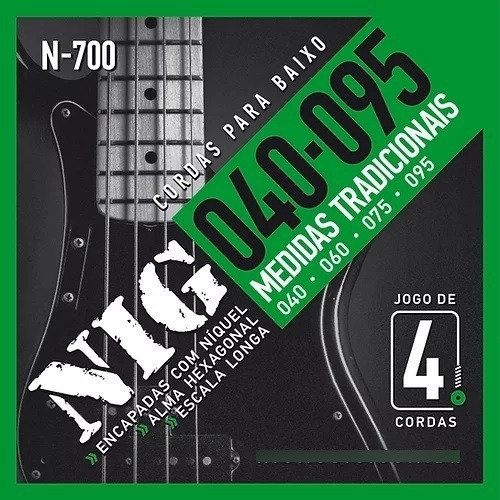 N-700
CORDAS PARA BAIXO
040-095
MEDIDAS TRADICIONAIS
040 · 060 · 075 · 095
NIG
ENCAPADAS COM NÍQUEL
ALMA HEXAGONAL
ESCALA LONGA
JOGO DE
4
CORDAS